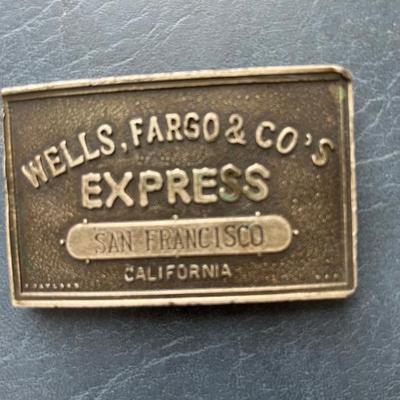 WELLS, FARGO & CO'S
EXPRESS
SAN FRANCISCO
CALIFORNIA